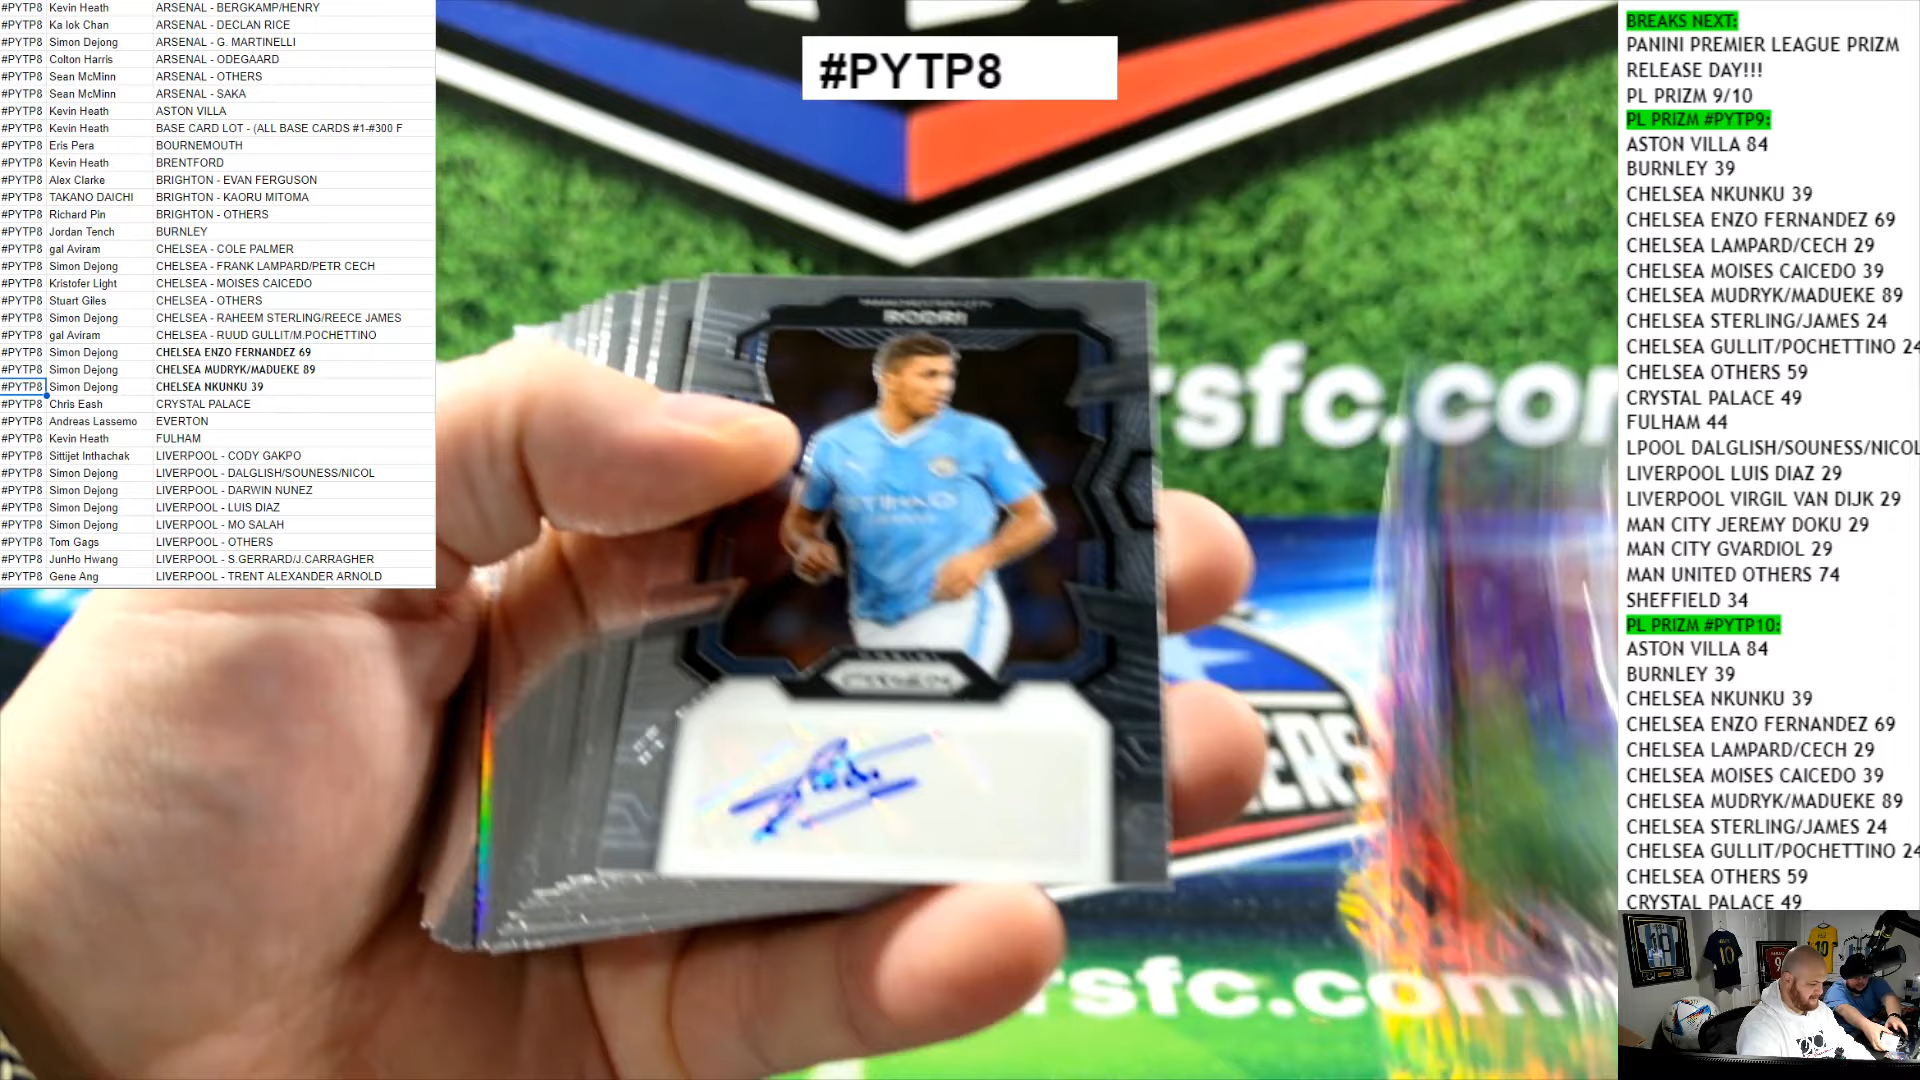 #PYTP8 Kevin Heath ARSENAL - BERGKAMP/HENRY
#PYTP8 Ka lok Chan ARSENAL - DECLAN RICE
#PYTP8 Simon Dejong ARSENAL - G. MARTINELLI
#PYTP8 Colton Harris ARSENAL - ODEGAARD
#PYTP8 Sean McMinn ARSENAL - OTHERS
#PYTP8 Sean McMinn ARSENAL - SAKA
#PYTP8 Kevin Heath ASTON VILLA
#PYTP8 Kevin Heath BASE CARD LOT - (ALL BASE CARDS #1-#300 F
#PYTP8 Eris Pera BOURNEMOUTH
#PYTP8 Kevin Heath BRENTFORD
#PYTP8 Alex Clarke BRIGHTON - EVAN FERGUSON
#PYTP8 TAKANO DAICHI BRIGHTON - KAORU MITOMA
#PYTP8 Richard Pin BRIGHTON - OTHERS
#PYTP8 Jordan Tench BURNLEY
#PYTP8 gal Aviram CHELSEA - COLE PALMER
#PYTP8 Simon Dejong CHELSEA - FRANK LAMPARD/PETR CECH
#PYTP8 Kristofer Light CHELSEA - MOISES CAICEDO
#PYTP8 Stuart Giles CHELSEA - OTHERS
#PYTP8 Simon Dejong CHELSEA - RAHEEM STERLING/REECE JAMES
#PYTP8 gal Aviram CHELSEA - RUUD GULLIT/M.POCHETTINO
#PYTP8 Simon Dejong CHELSEA ENZO FERNANDEZ 69
#PYTP8 Simon Dejong CHELSEA MUDRYK/MADUEKE 89
#PYTP8 Simon Dejong CHELSEA NKUNKU 39
#PYTP8 Chris Eash CRYSTAL PALACE
#PYTP8 Andreas Lassemo EVERTON
#PYTP8 Kevin Heath FULHAM
#PYTP8 Sittijet Inthachak LIVERPOOL - CODY GAKPO
#PYTP8 Simon Dejong LIVERPOOL - DALGLISH/SOUNESS/NICOL
#PYTP8 Simon Dejong LIVERPOOL - DARWIN NUNEZ
#PYTP8 Simon Dejong LIVERPOOL - LUIS DIAZ
#PYTP8 Simon Dejong LIVERPOOL - MO SALAH
#PYTP8 Tom Gags LIVERPOOL - OTHERS
#PYTP8 JunHo Hwang LIVERPOOL - S.GERRARD/J.CARRAGHER
#PYTP8 Gene Ang LIVERPOOL - TRENT ALEXANDER ARNOLD
#PYTP8
RODRI
ETIHAD
PRIZM
rsfc.com
ERS
rsfc.com
BREAKS NEXT:
PANINI PREMIER LEAGUE PRIZM
RELEASE DAY!!!
PL PRIZM 9/10
PL PRIZM #PYTP9:
ASTON VILLA 84
BURNLEY 39
CHELSEA NKUNKU 39
CHELSEA ENZO FERNANDEZ 69
CHELSEA LAMPARD/CECH 29
CHELSEA MOISES CAICEDO 39
CHELSEA MUDRYK/MADUEKE 89
CHELSEA STERLING/JAMES 24
CHELSEA GULLIT/POCHETTINO 24
CHELSEA OTHERS 59
CRYSTAL PALACE 49
FULHAM 44
LPOOL DALGLISH/SOUNESS/NICOL
LIVERPOOL LUIS DIAZ 29
LIVERPOOL VIRGIL VAN DIJK 29
MAN CITY JEREMY DOKU 29
MAN CITY GVARDIOL 29
MAN UNITED OTHERS 74
SHEFFIELD 34
PL PRIZM #PYTP10:
ASTON VILLA 84
BURNLEY 39
CHELSEA NKUNKU 39
CHELSEA ENZO FERNANDEZ 69
CHELSEA LAMPARD/CECH 29
CHELSEA MOISES CAICEDO 39
CHELSEA MUDRYK/MADUEKE 89
CHELSEA STERLING/JAMES 24
CHELSEA GULLIT/POCHETTINO 24
CHELSEA OTHERS 59
CRYSTAL PALACE 49